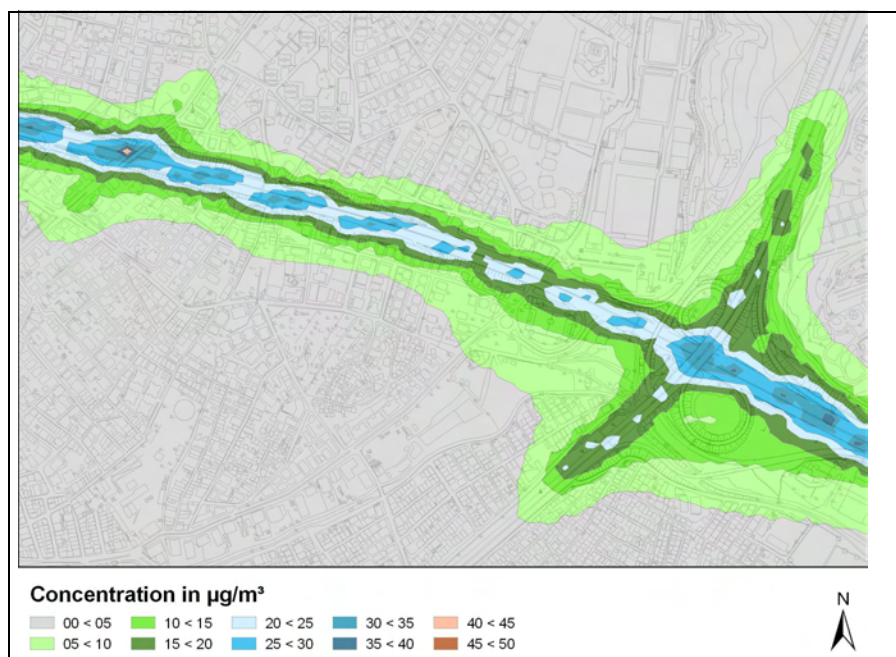 Concentration in µg/m³
00 < 05 10 < 15 20 < 25 30 < 35 40 < 45
05 < 10 15 < 20 25 < 30 35 < 40 45 < 50
N